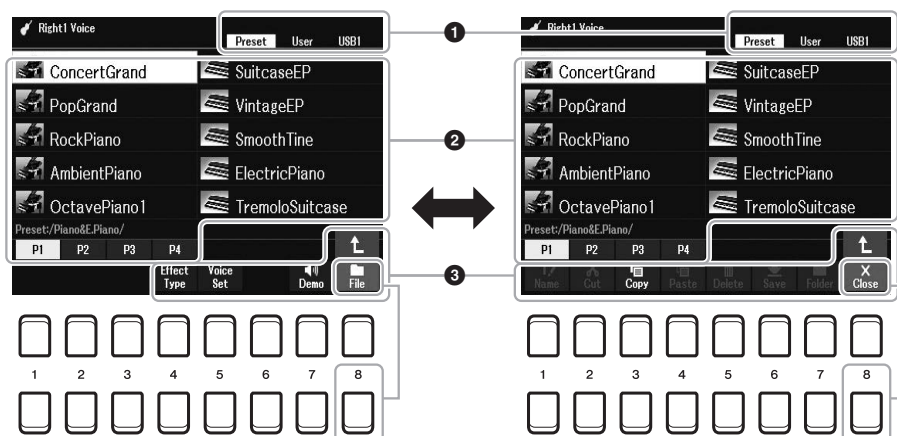 Right1 Voice
Preset User USB1
ConcertGrand SuitcaseEP
PopGrand VintageEP
RockPiano SmoothTine
AmbientPiano ElectricPiano
OctavePiano1 TremoloSuitcase
Preset:/Piano&E.Piano/
P1 P2 P3 P4
Effect Type Voice Set Demo File
1 2 3 4 5 6 7 8
1
2
3
Right1 Voice
Preset User USB1
ConcertGrand SuitcaseEP
PopGrand VintageEP
RockPiano SmoothTine
AmbientPiano ElectricPiano
OctavePiano1 TremoloSuitcase
Preset:/Piano&E.Piano/
P1 P2 P3 P4
Name Cut Copy Paste Delete Save Folder Close
1 2 3 4 5 6 7 8